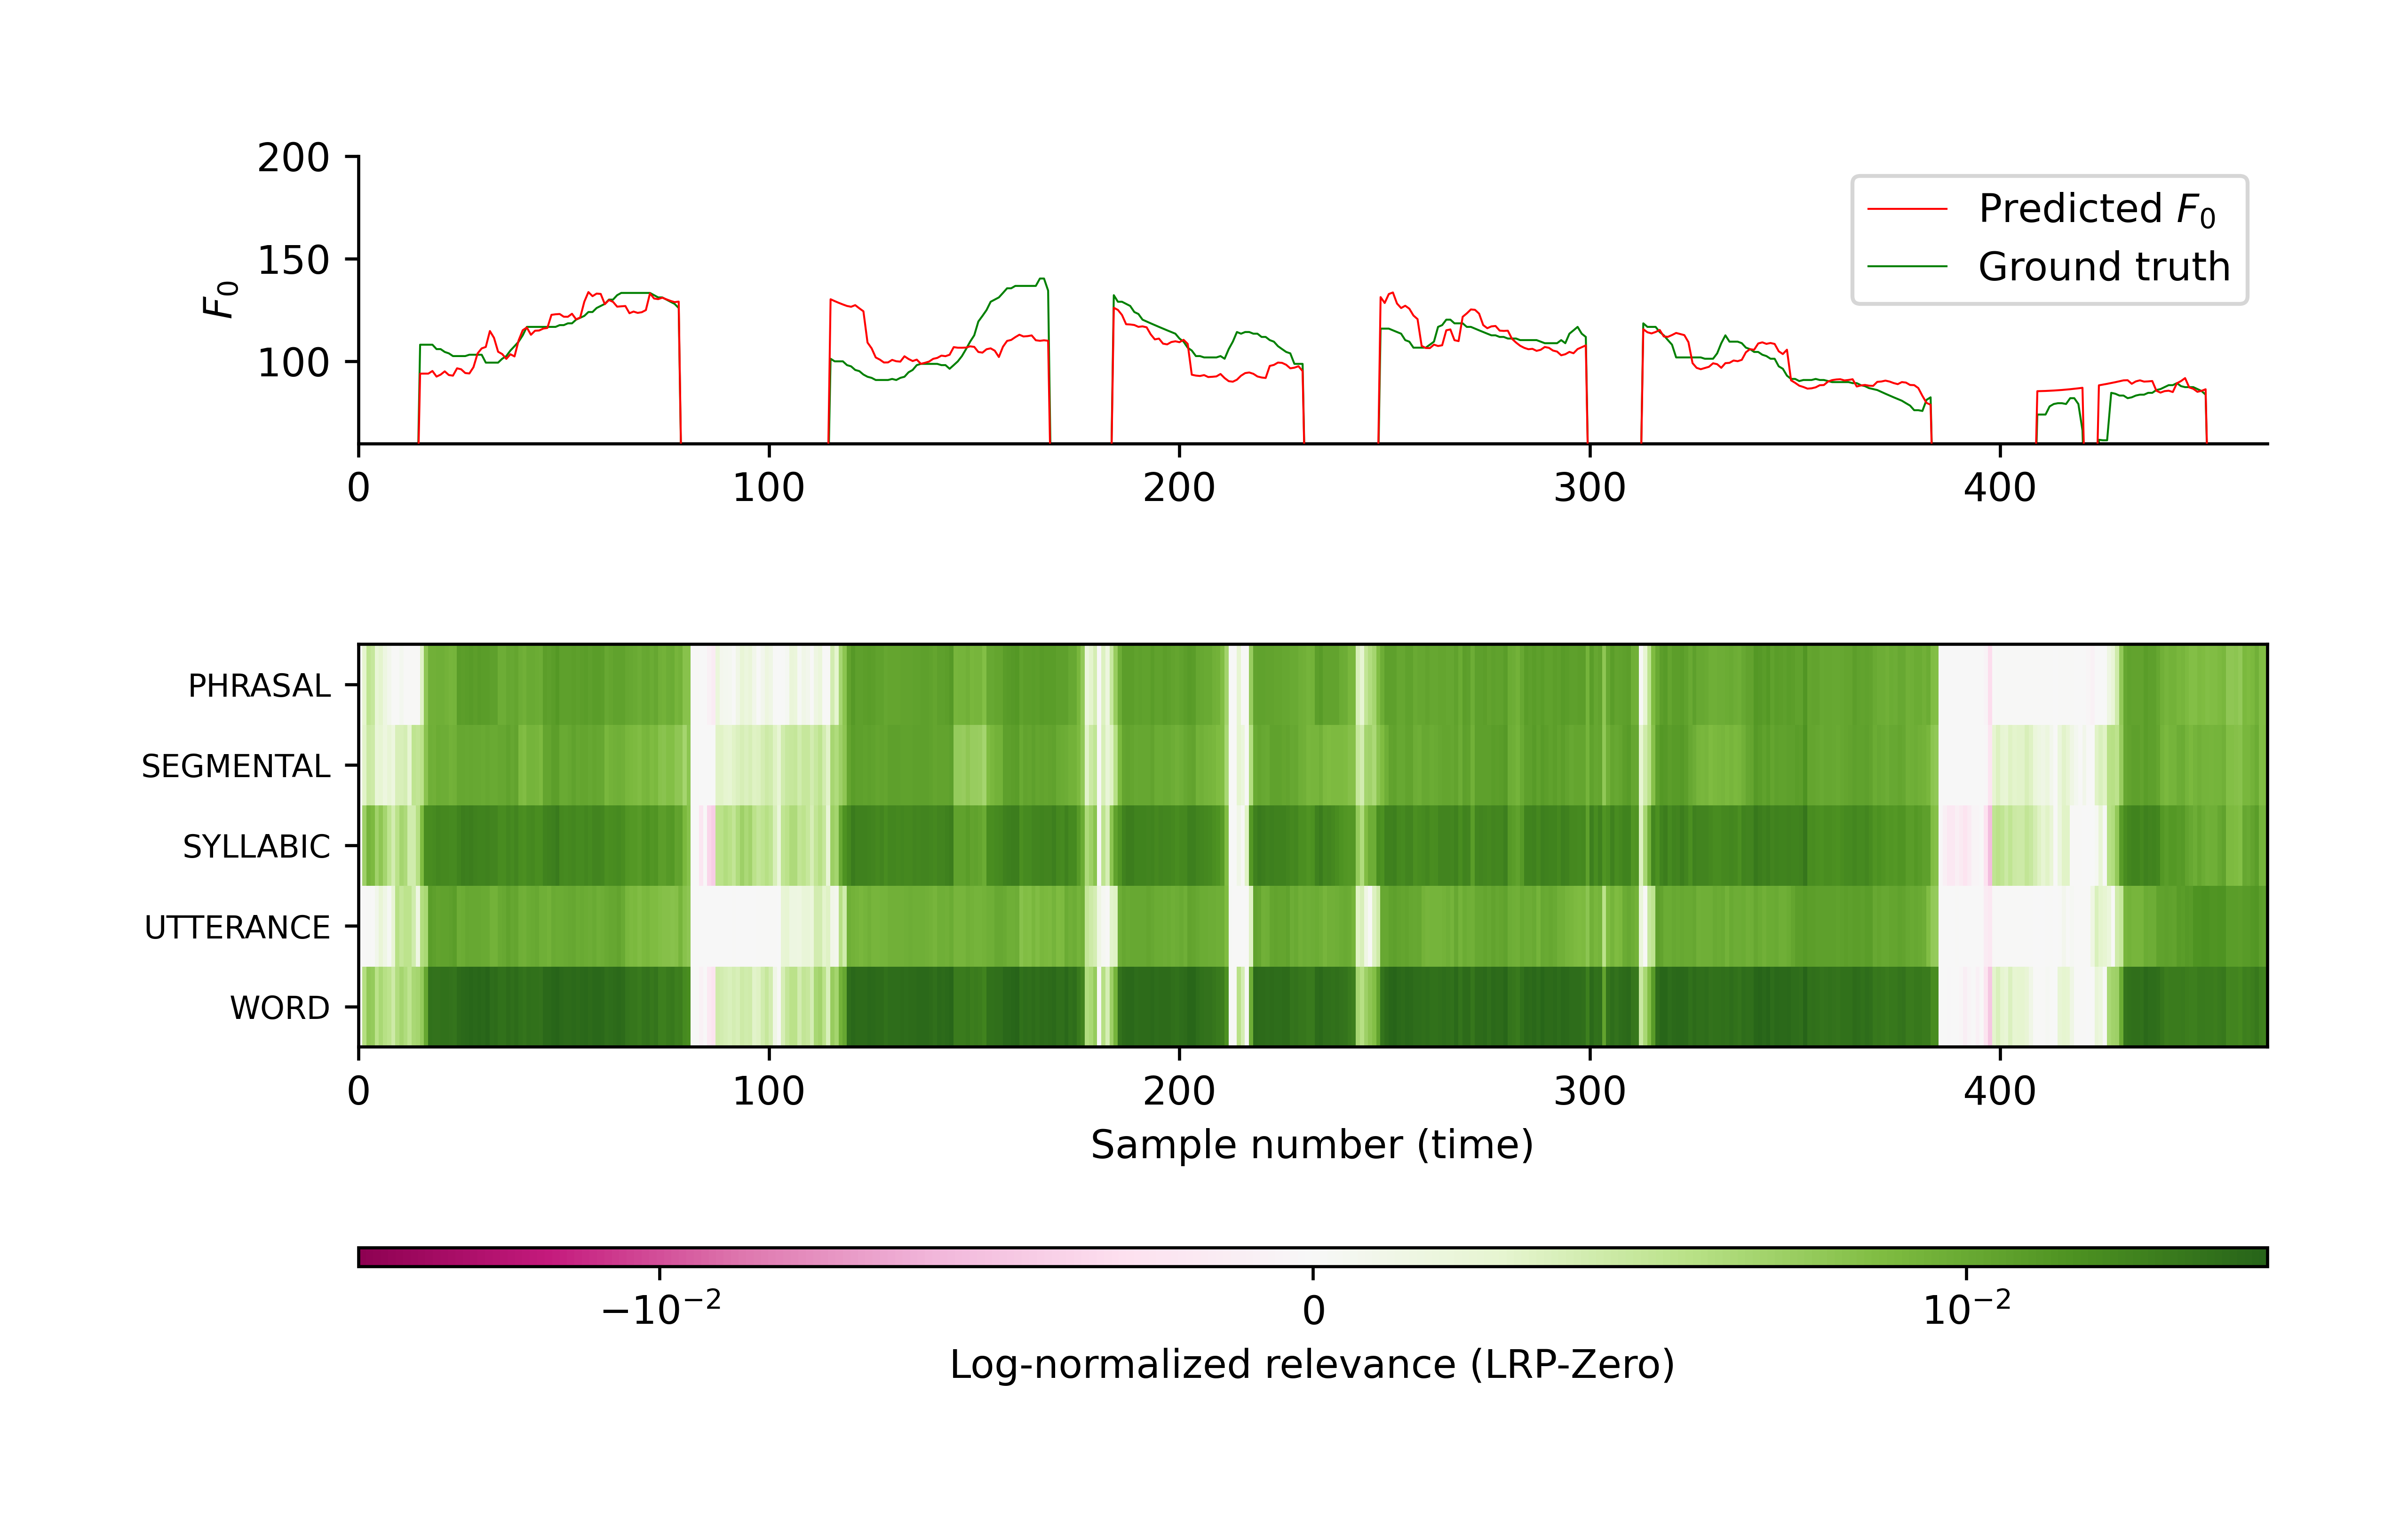 200
150
100
F₀
Predicted F₀
Ground truth
0 100 200 300 400
PHRASAL
SEGMENTAL
SYLLABIC
UTTERANCE
WORD
0 100 200 300 400
Sample number (time)
−10⁻² 0 10⁻²
Log-normalized relevance (LRP-Zero)